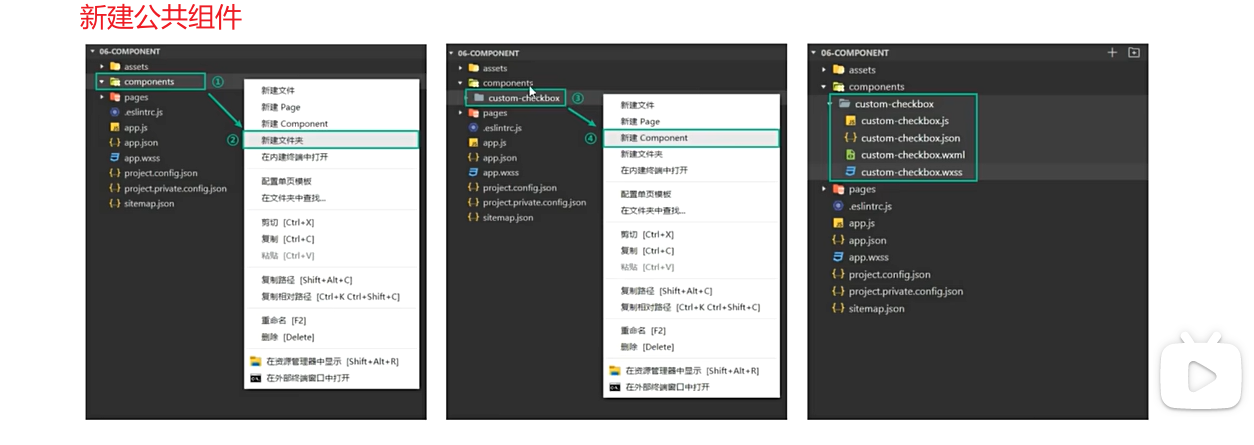 新建公共组件
06-COMPONENT
assets
components
①
pages
.eslintrc.js
app.js
app.json
app.wxss
project.config.json
project.private.config.json
sitemap.json
②
新建文件
新建 Page
新建 Component
新建文件夹
在内建终端中打开
配置单页模板
在文件夹中查找...
剪切 [Ctrl+X]
复制 [Ctrl+C]
粘贴 [Ctrl+V]
复制路径 [Shift+Alt+C]
复制相对路径 [Ctrl+K Ctrl+Shift+C]
重命名 [F2]
删除 [Delete]
在资源管理器中显示 [Shift+Alt+R]
在外部终端窗口中打开
06-COMPONENT
assets
components
custom-checkbox
③
pages
.eslintrc.js
app.js
app.json
app.wxss
project.config.json
project.private.config.json
sitemap.json
④
新建文件
新建 Page
新建 Component
新建文件夹
在内建终端中打开
配置单页模板
在文件夹中查找...
剪切 [Ctrl+X]
复制 [Ctrl+C]
粘贴 [Ctrl+V]
复制路径 [Shift+Alt+C]
复制相对路径 [Ctrl+K Ctrl+Shift+C]
重命名 [F2]
删除 [Delete]
在资源管理器中显示 [Shift+Alt+R]
在外部终端窗口中打开
06-COMPONENT
assets
components
custom-checkbox
custom-checkbox.js
custom-checkbox.json
custom-checkbox.wxml
custom-checkbox.wxss
pages
.eslintrc.js
app.js
app.json
app.wxss
project.config.json
project.private.config.json
sitemap.json